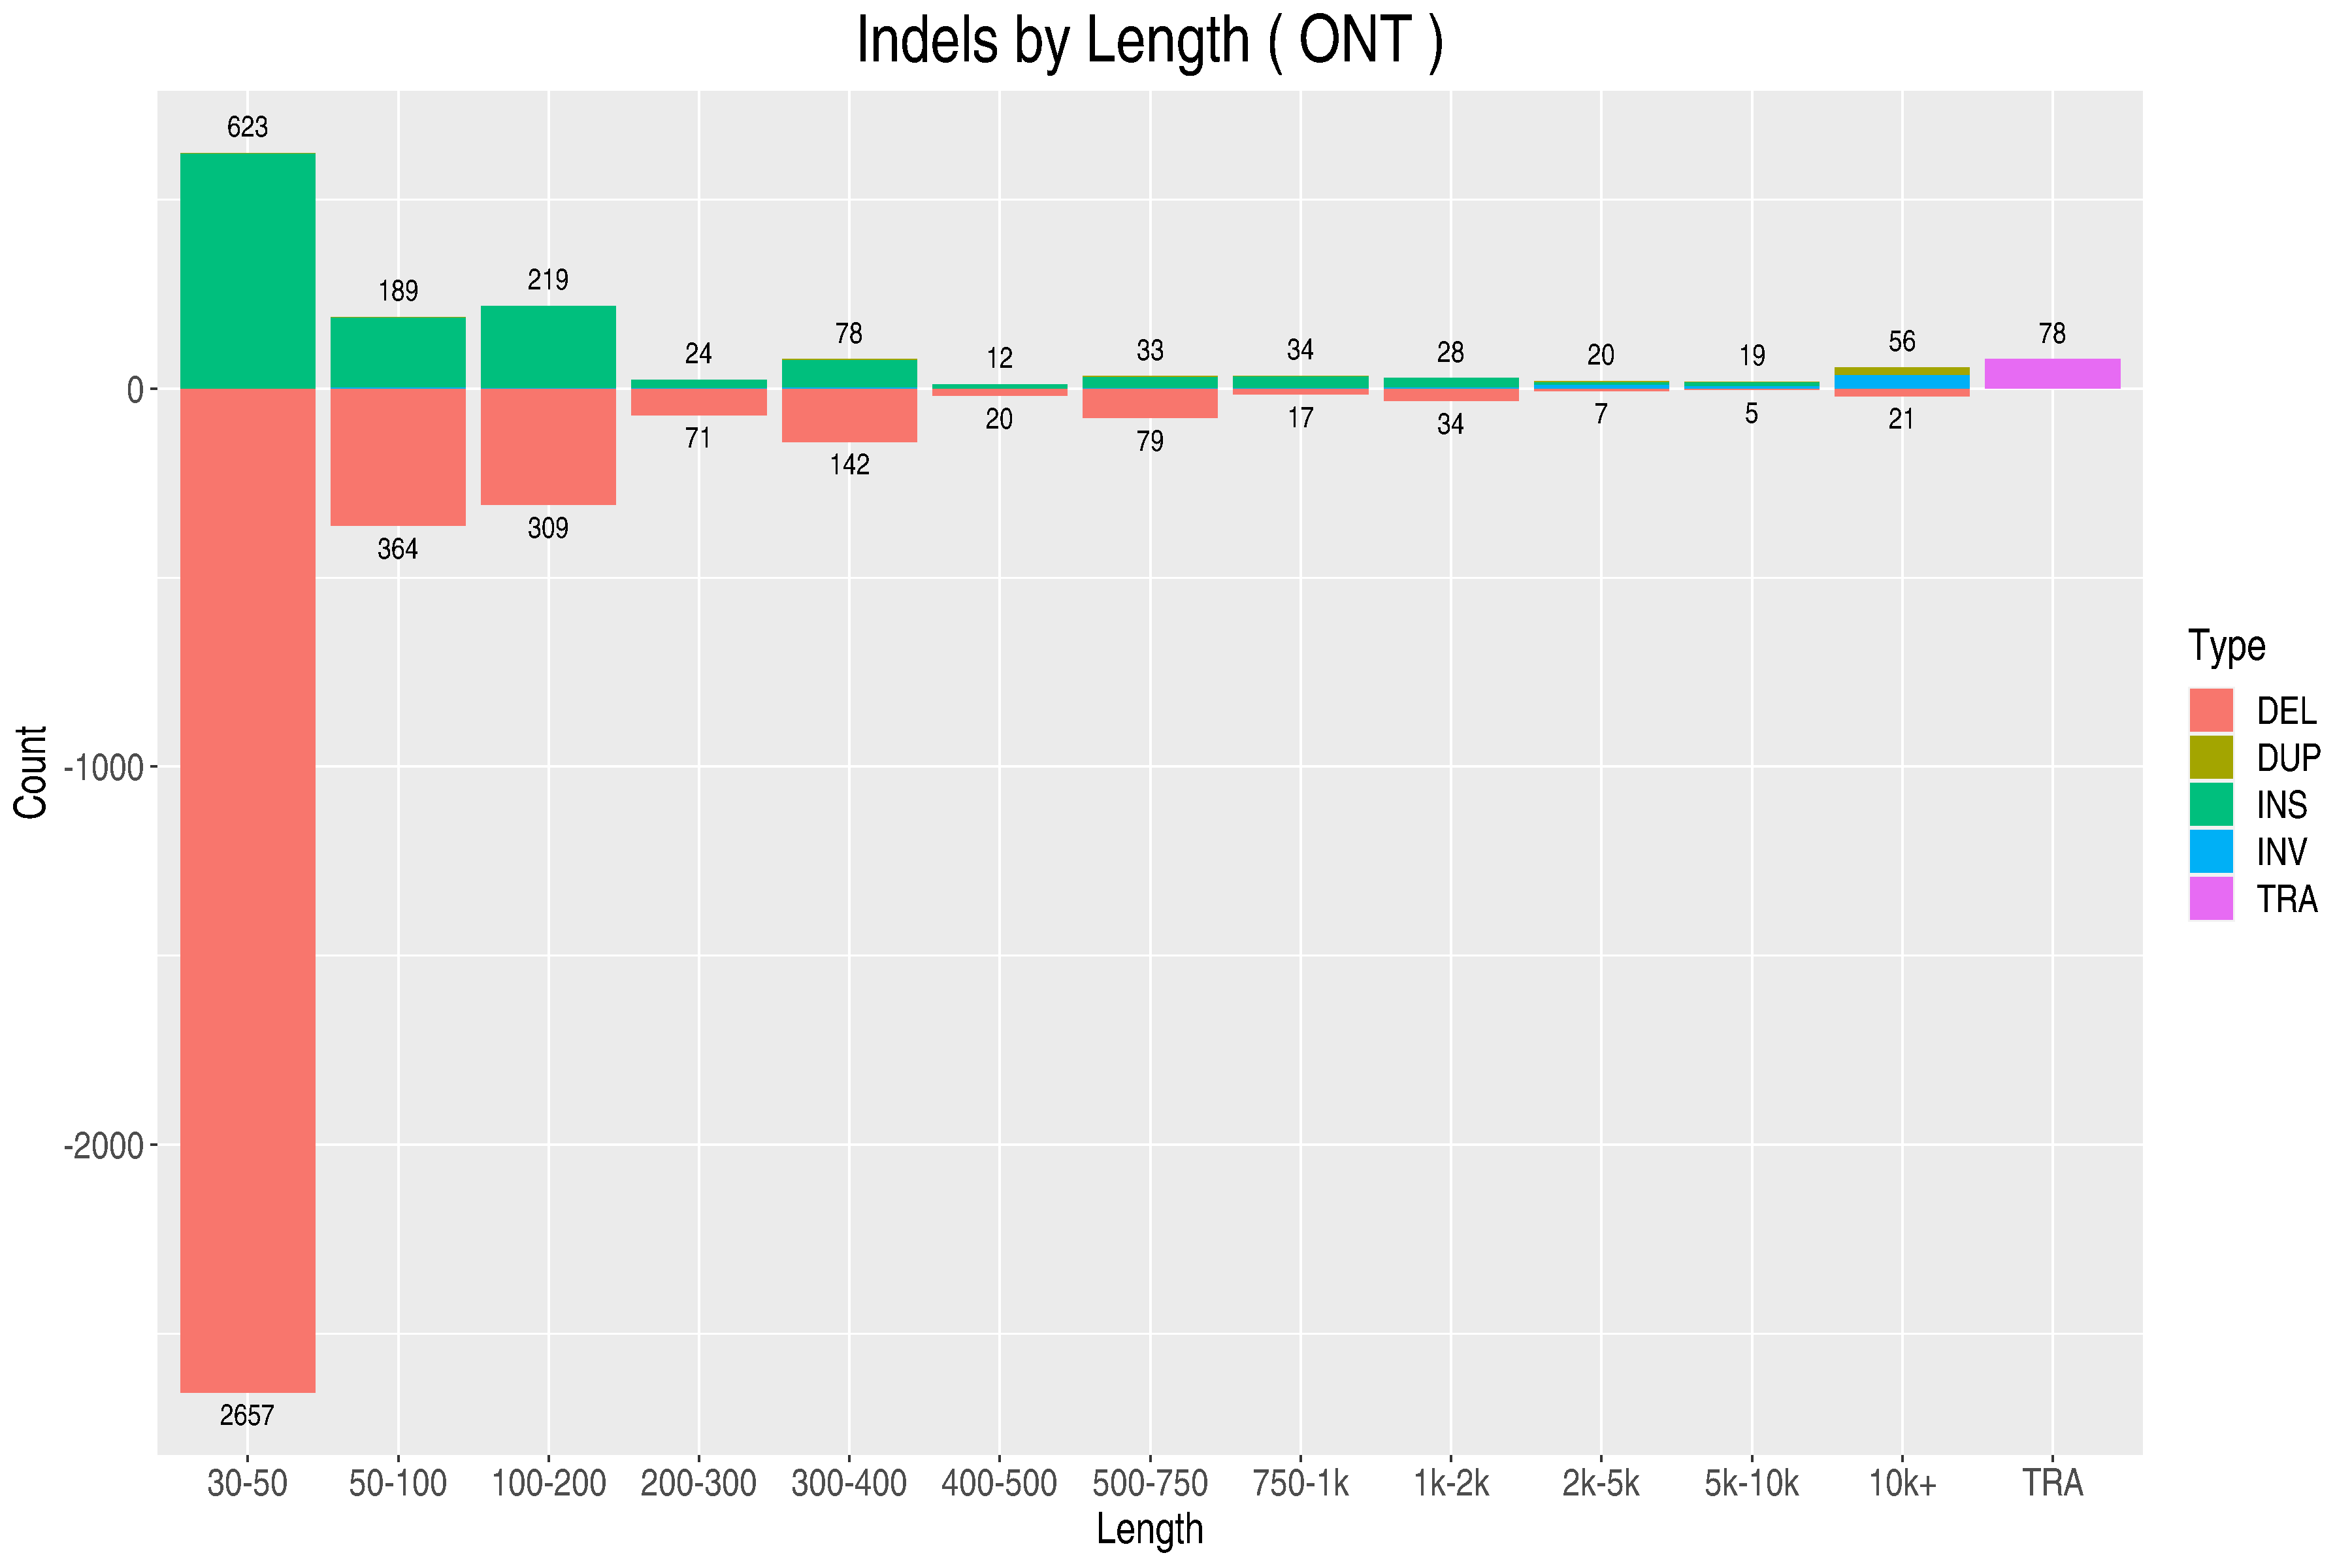 Indels by Length ( ONT )
623
189
219
24
78
12
33
34
28
20
19
56
78
0
71
142
20
79
17
34
7
5
21
364
309
Type
DEL
DUP
INS
INV
TRA
Count
-1000
-2000
2657
30-50 50-100 100-200 200-300 300-400 400-500 500-750 750-1k 1k-2k 2k-5k 5k-10k 10k+ TRA
Length